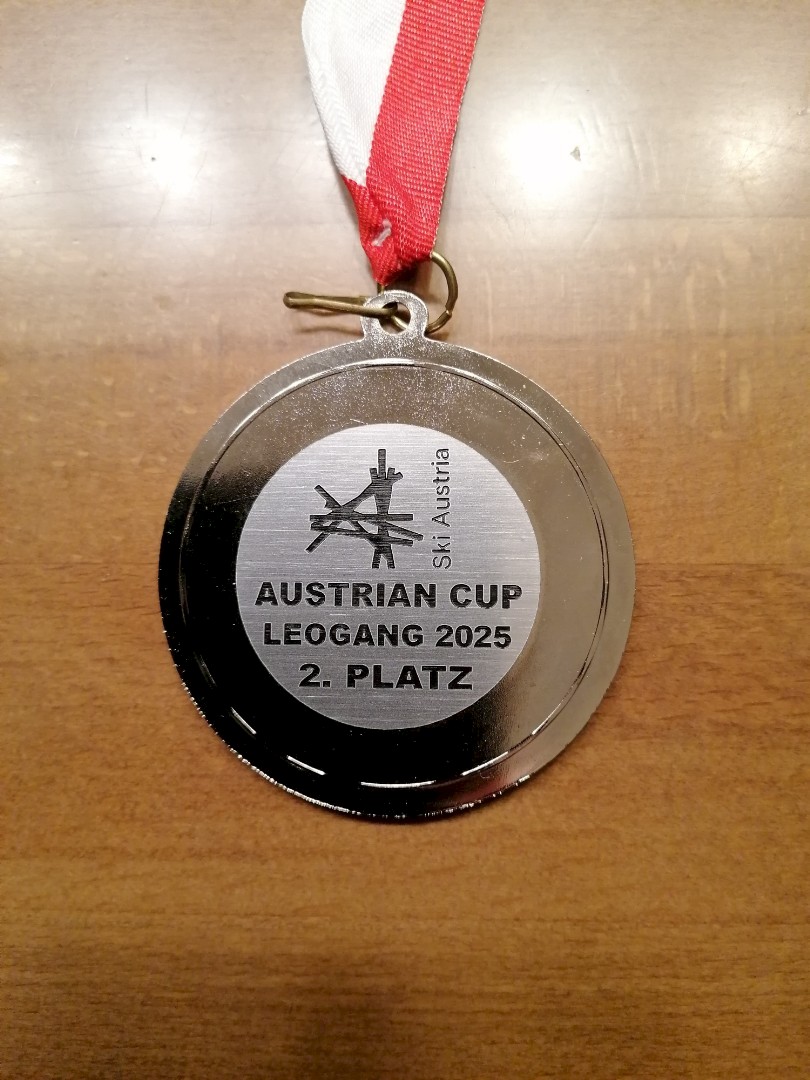 Ski Austria
AUSTRIAN CUP
LEOGANG 2025
2. PLATZ